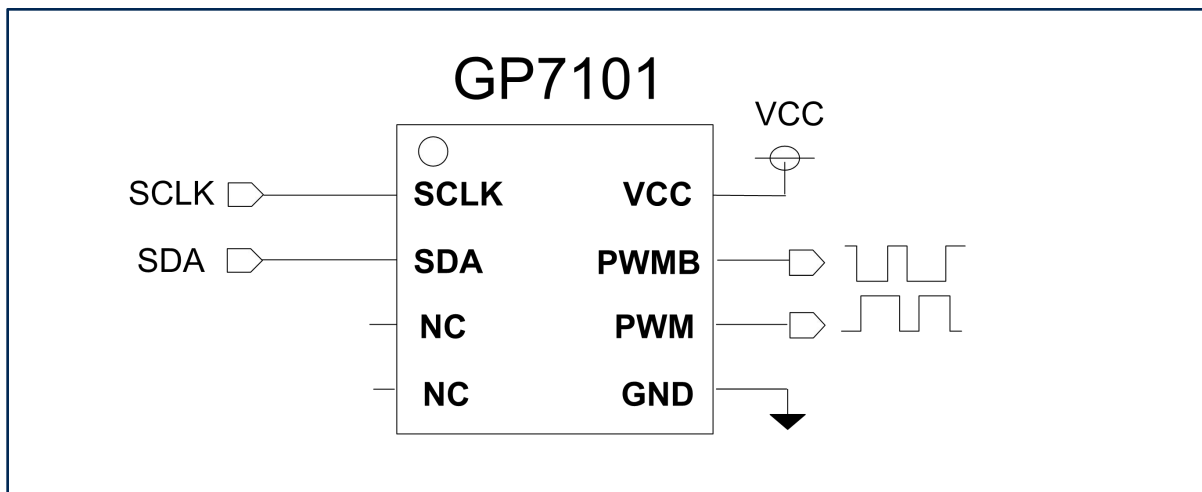 GP7101
VCC
SCLK SCLK VCC
SDA SDA PWMB
NC PWM
NC GND